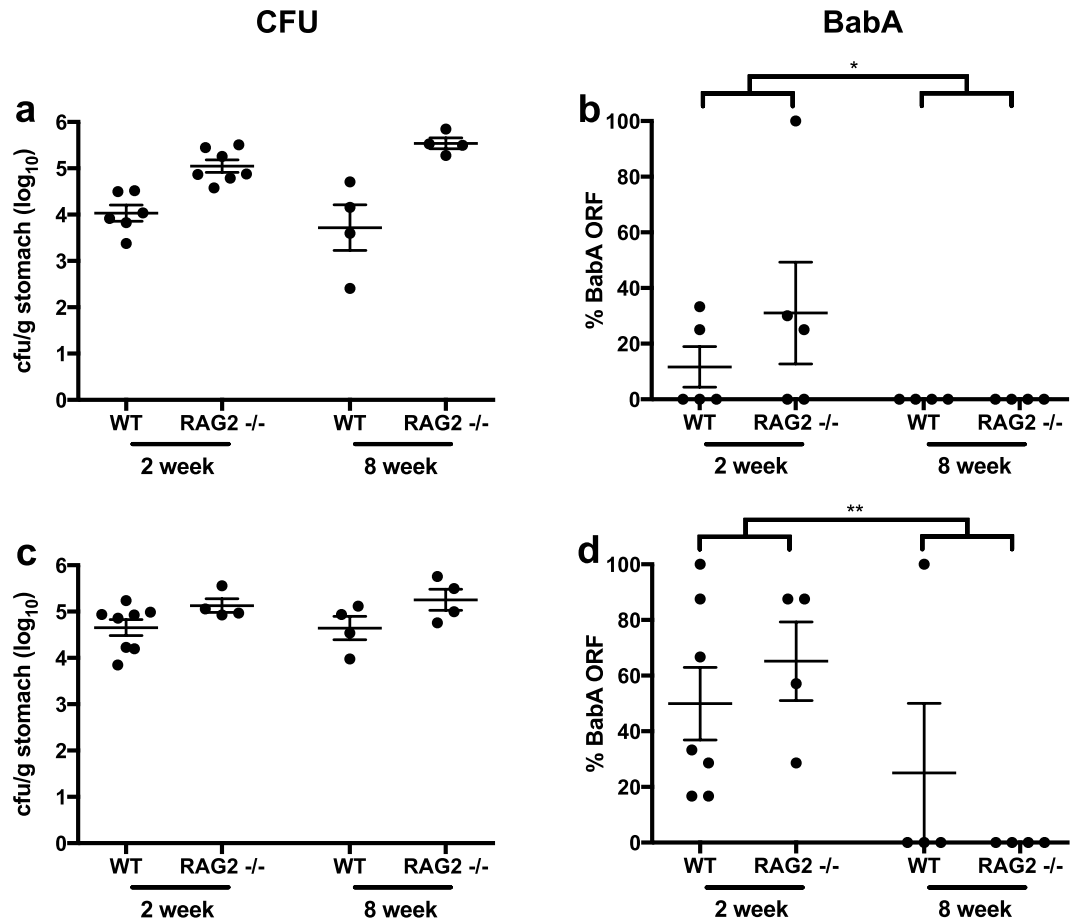 CFU
BabA
a
cfu/g stomach (log10)
6
5
4
3
2
1
0
WT
RAG2 -/-
WT
RAG2 -/-
2 week
8 week
b
*
% BabA ORF
100
80
60
40
20
0
WT
RAG2 -/-
WT
RAG2 -/-
2 week
8 week
c
cfu/g stomach (log10)
6
5
4
3
2
1
0
WT
RAG2 -/-
WT
RAG2 -/-
2 week
8 week
d
**
% BabA ORF
100
80
60
40
20
0
WT
RAG2 -/-
WT
RAG2 -/-
2 week
8 week